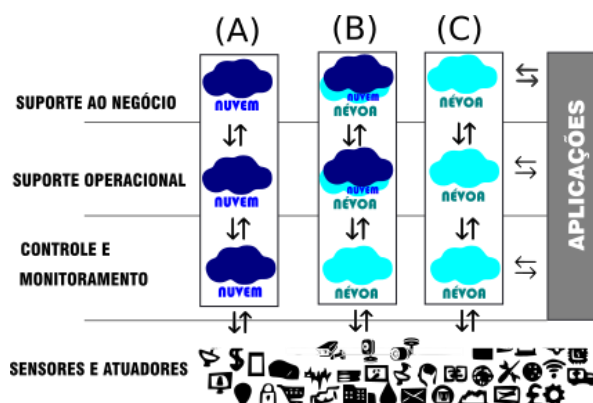 (A) (B) (C)
SUPORTE AO NEGÓCIO
NUVEM
NUVEM
NÉVOA
NÉVOA
SUPORTE OPERACIONAL
NUVEM
NUVEM
NÉVOA
NÉVOA
CONTROLE E
MONITORAMENTO
NUVEM
NÉVOA
NÉVOA
APLICAÇÕES
SENSORES E ATUADORES